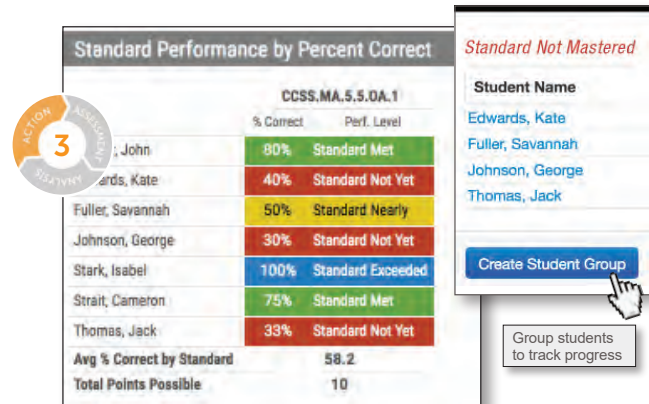 Standard Performance by Percent Correct
CCSS.MA.5.5.OA.1
% Correct Perf. Level
, John 80% Standard Met
ards, Kate 40% Standard Not Yet
Fuller, Savannah 50% Standard Nearly
Johnson, George 30% Standard Not Yet
Stark, Isabel 100% Standard Exceeded
Strait, Cameron 75% Standard Met
Thomas, Jack 33% Standard Not Yet
Avg % Correct by Standard 58.2
Total Points Possible 10
ACTION
ASSESSMENT
ANALYSIS
3
Standard Not Mastered
Student Name
Edwards, Kate
Fuller, Savannah
Johnson, George
Thomas, Jack
Create Student Group
Group students
to track progress